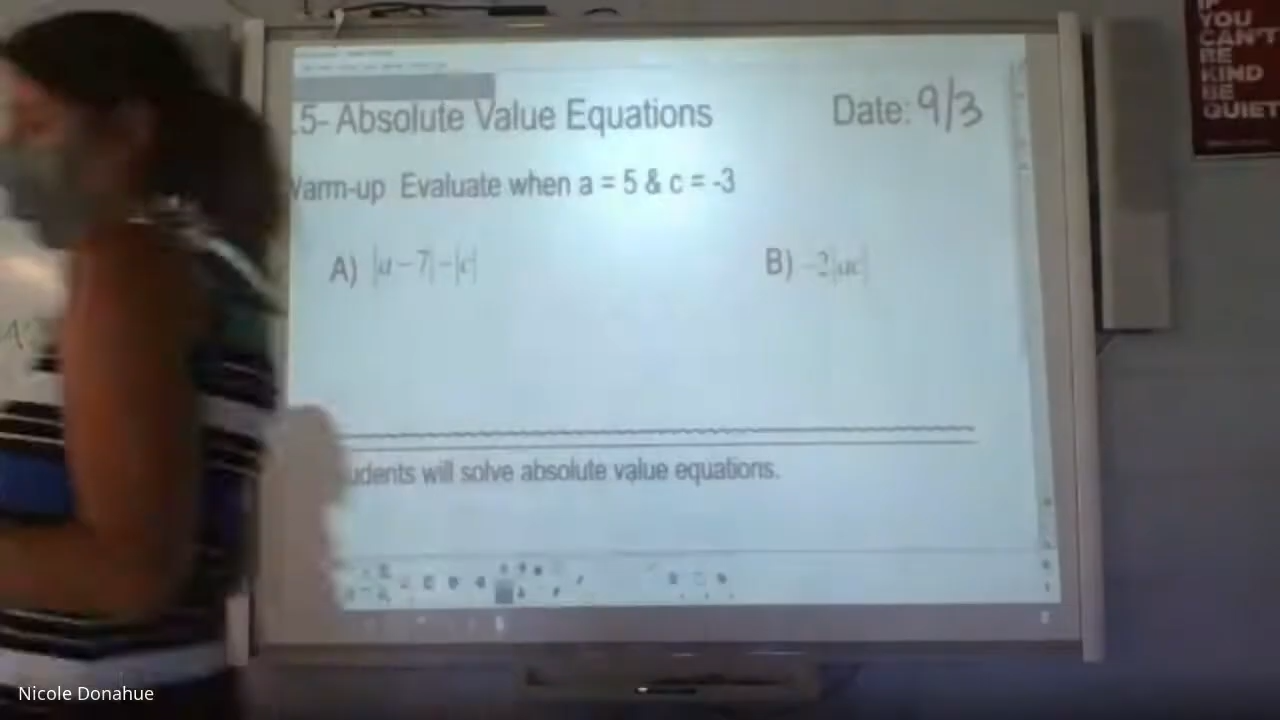 .5- Absolute Value Equations
Date: 9/3
Warm-up Evaluate when a = 5 & c = -3
A) |a-7|-|c|
B) -2|ac|
udents will solve absolute value equations.
IF
YOU
CAN'T
BE
KIND
BE
QUIET
Nicole Donahue